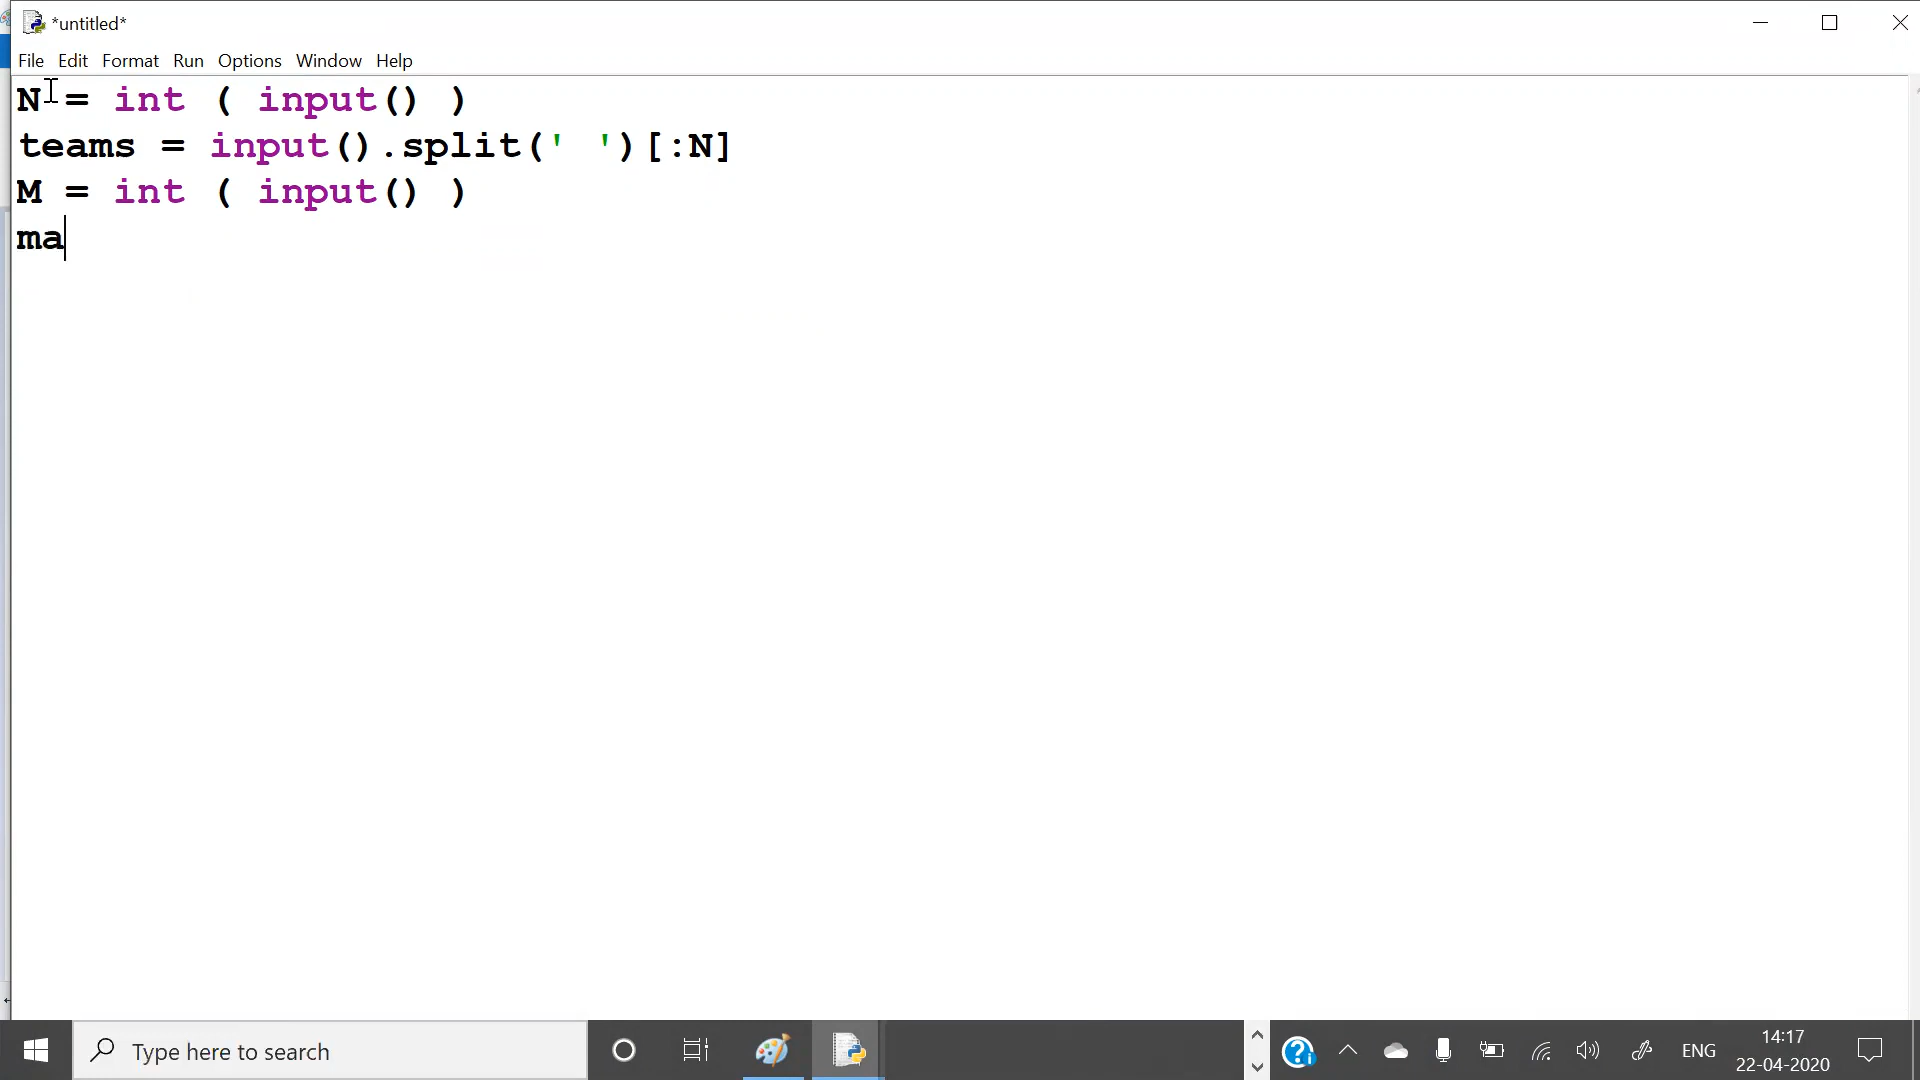 *untitled*
File Edit Format Run Options Window Help
N = int ( input() )
teams = input().split(' ')[:N]
M = int ( input() )
ma
Type here to search
ENG
14:17
22-04-2020